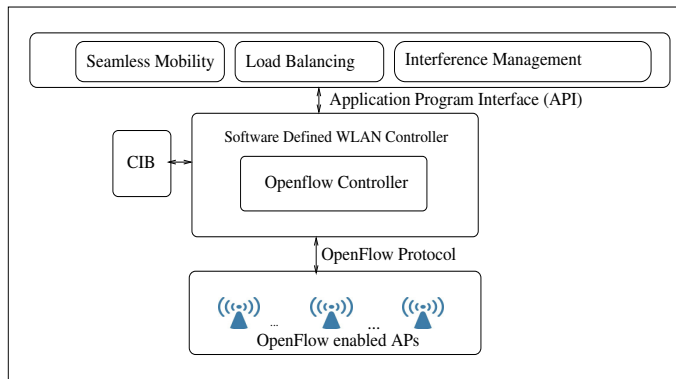 Seamless Mobility
Load Balancing
Interference Management
Application Program Interface (API)
Software Defined WLAN Controller
CIB
Openflow Controller
OpenFlow Protocol
... ...
OpenFlow enabled APs